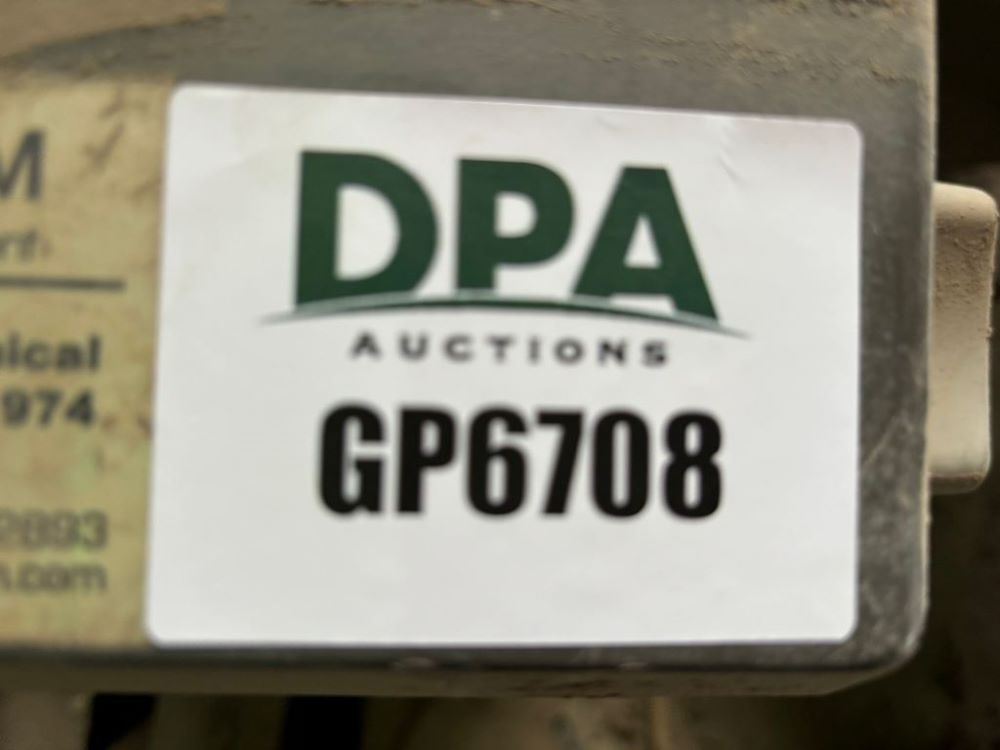 DPA
AUCTIONS
GP6708
M
ical
974
2893
.com